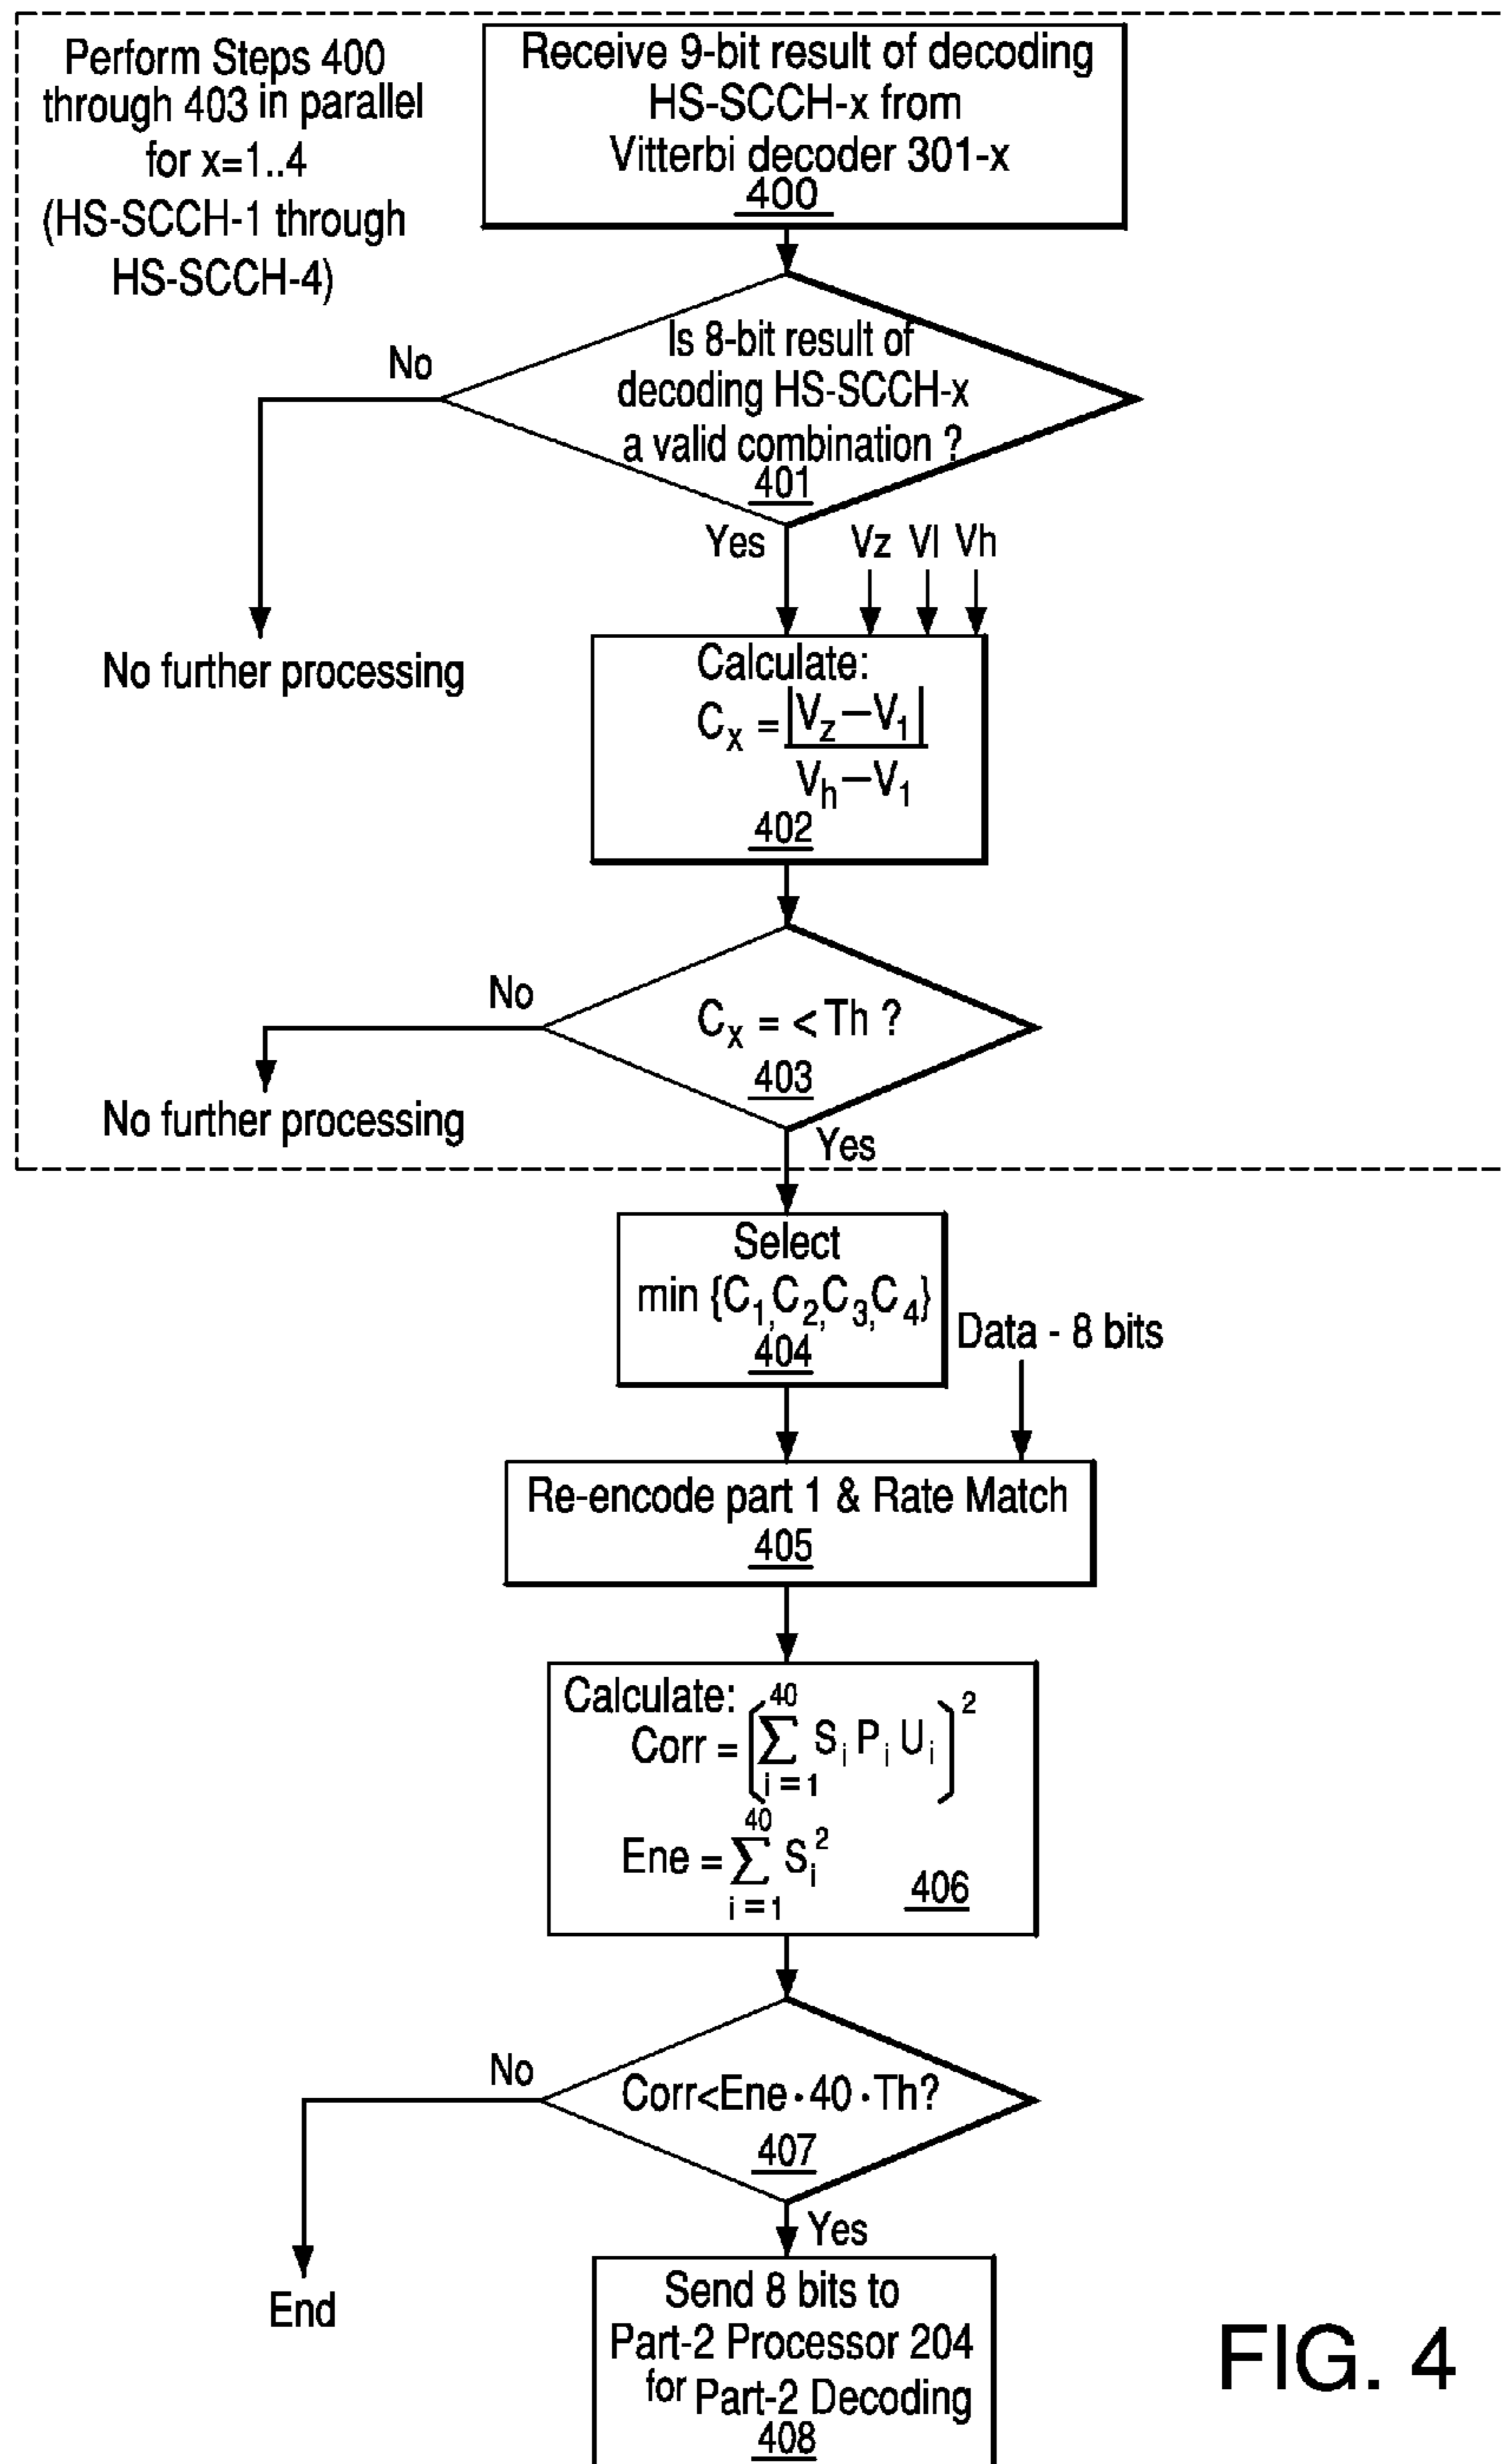 Perform Steps 400
through 403 in parallel
for x=1..4
(HS-SCCH-1 through
HS-SCCH-4)
Receive 9-bit result of decoding
HS-SCCH-x from
Vitterbi decoder 301-x
400
Is 8-bit result of
decoding HS-SCCH-x
a valid combination ?
401
No
No further processing
Yes
Vz Vl Vh
Calculate:
C_x = |V_z−V_1|
V_h−V_1
402
C_x = < Th ?
403
No
No further processing
Yes
Select
min {C_1, C_2, C_3, C_4}
404
Data - 8 bits
Re-encode part 1 & Rate Match
405
Calculate:
Corr = [∑_{i=1}^{40} S_i P_i U_i]^2
Ene = ∑_{i=1}^{40} S_i^2
406
Corr<Ene·40·Th?
407
No
End
Yes
Send 8 bits to
Part-2 Processor 204
for Part-2 Decoding
408
FIG. 4